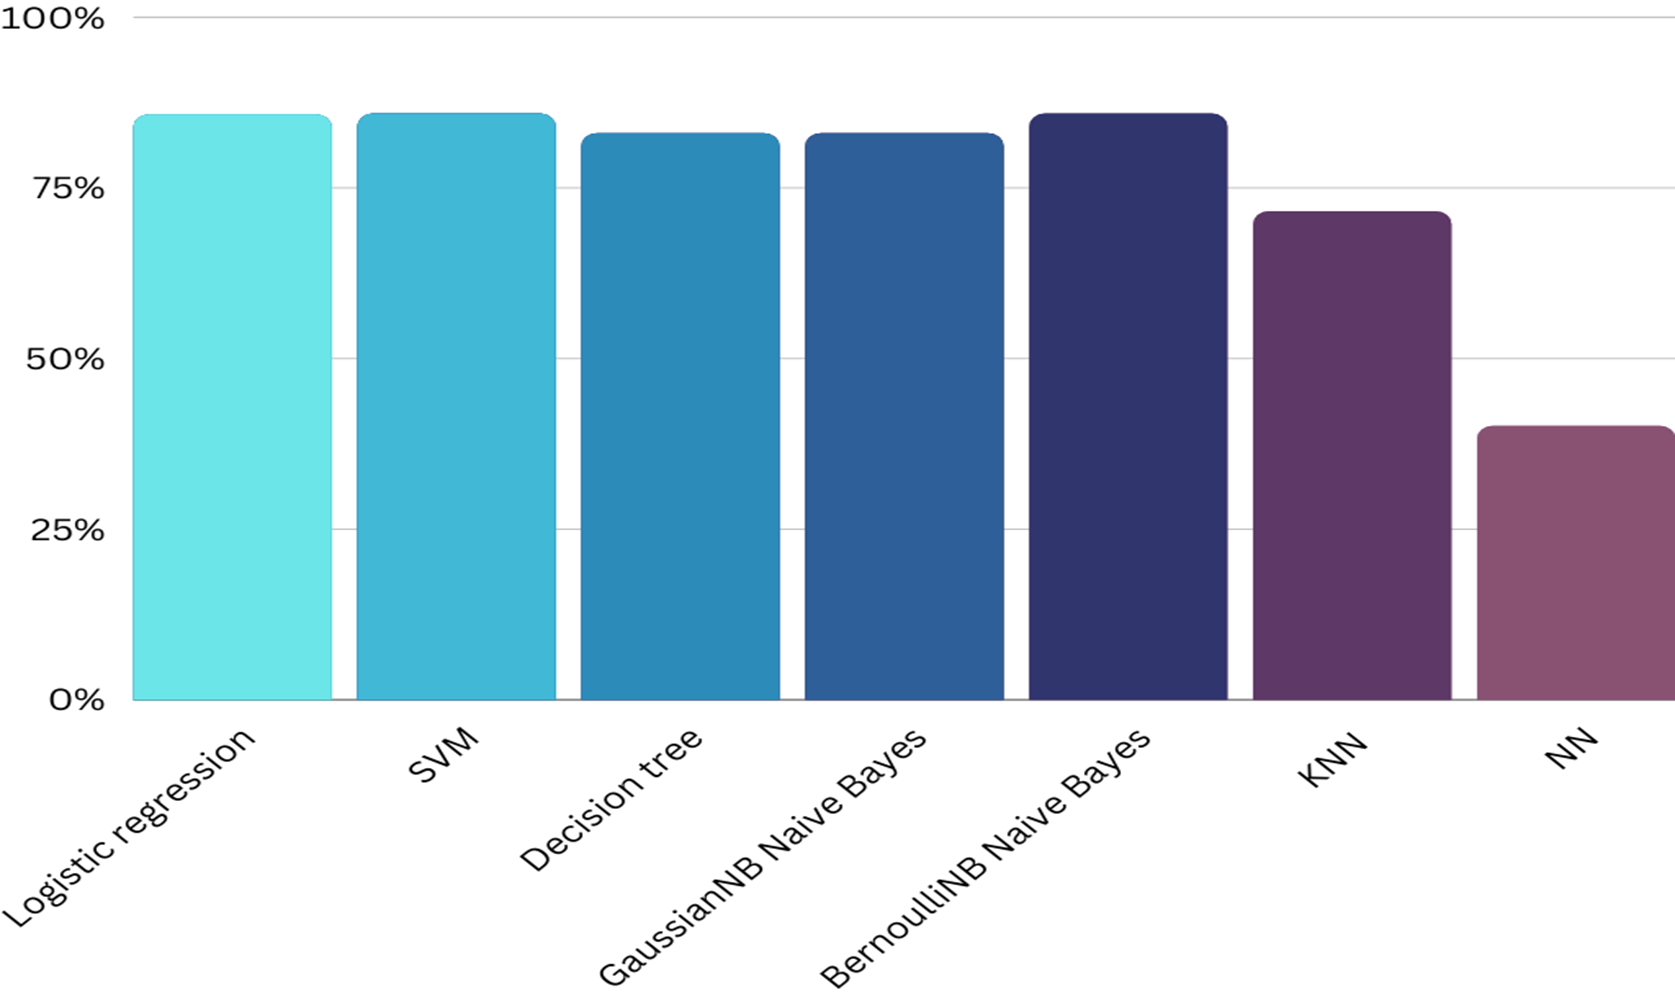 100%
75%
50%
25%
0%
Logistic regression
SVM
Decision tree
GaussianNB Naive Bayes
BernoulliNB Naive Bayes
KNN
NN